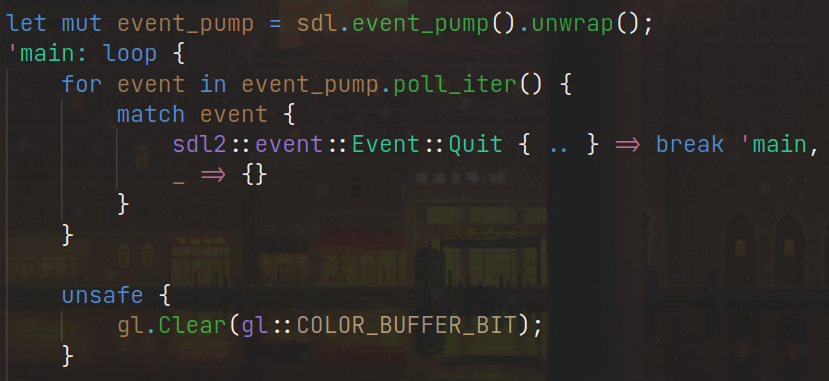 let mut event_pump = sdl.event_pump().unwrap();
'main: loop {
    for event in event_pump.poll_iter() {
        match event {
            sdl2::event::Event::Quit { .. } => break 'main,
            _ => {}
        }
    }

    unsafe {
        gl.Clear(gl::COLOR_BUFFER_BIT);
    }